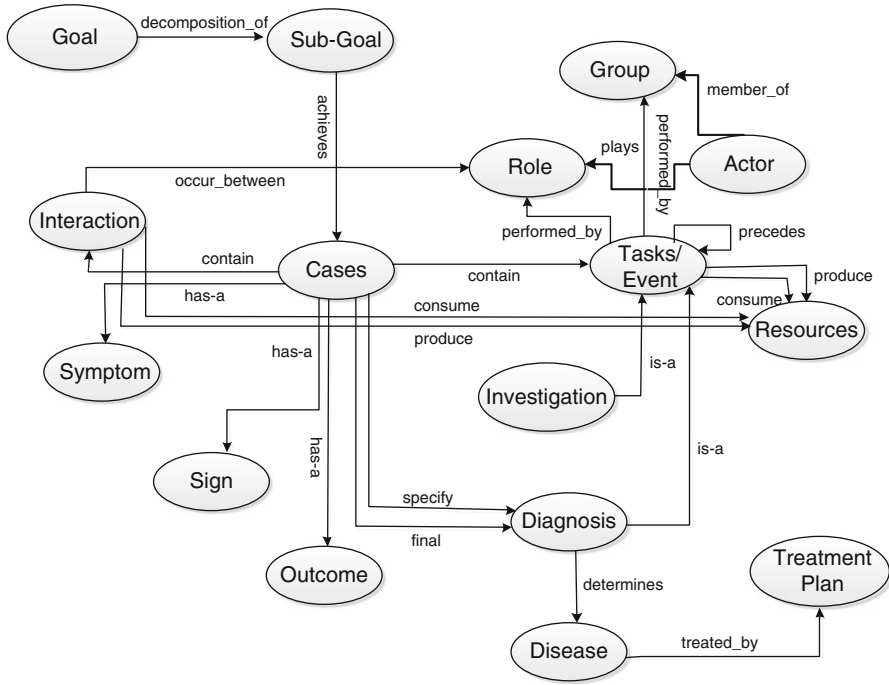 Goal
decomposition_of
Sub-Goal
Group
member_of
achieves
performed_by
plays
Role
Actor
occur_between
Interaction
performed_by
precedes
contain
Cases
contain
Tasks/
Event
produce
has-a
consume
consume
Resources
has-a
produce
Symptom
is-a
Investigation
has-a
is-a
Sign
specify
Diagnosis
final
Outcome
determines
Treatment
Plan
Disease
treated_by